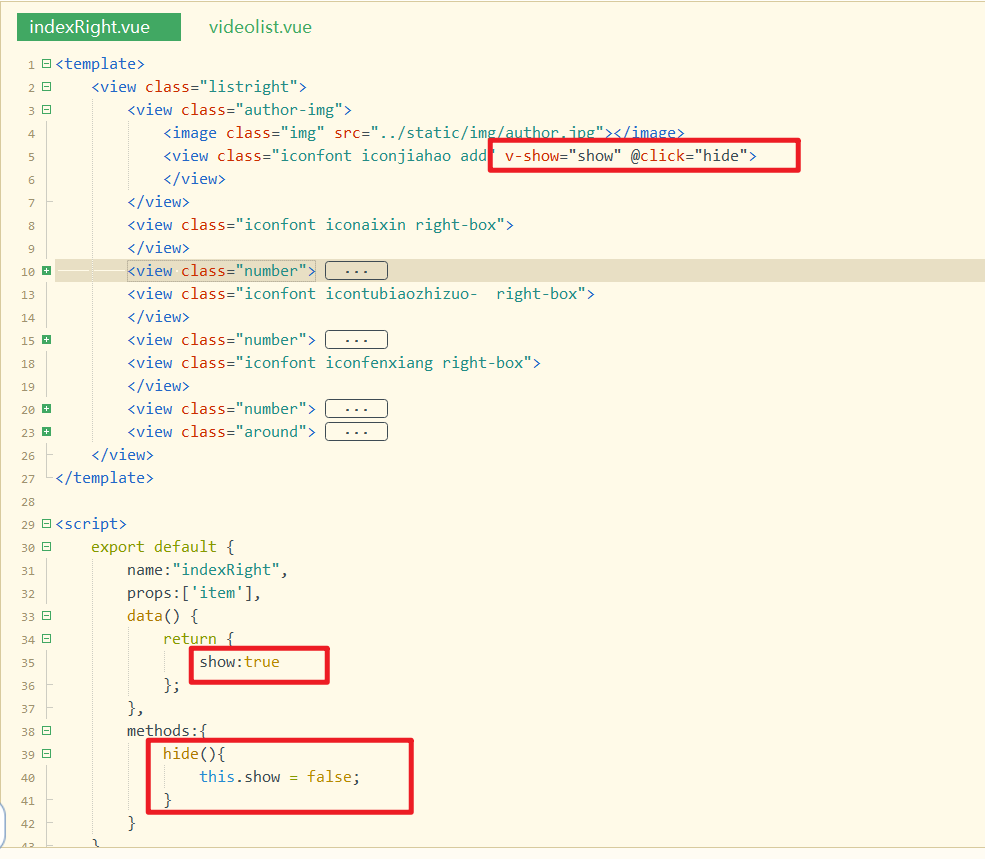 indexRight.vue videolist.vue
1 <template>
2 <view class="listright">
3 <view class="author-img">
4 <image class="img" src="../static/img/author.jpg"></image>
5 <view class="iconfont iconjiahao add" v-show="show" @click="hide">
6 </view>
7 </view>
8 <view class="iconfont iconaixin right-box">
9 </view>
10 <view class="number"> ...
13 <view class="iconfont icontubiaozhizuo-  right-box">
14 </view>
15 <view class="number"> ...
18 <view class="iconfont iconfenxiang right-box">
19 </view>
20 <view class="number"> ...
23 <view class="around"> ...
26 </view>
27 </template>
28
29 <script>
30 export default {
31 name:"indexRight",
32 props:['item'],
33 data() {
34 return {
35 show:true
36 };
37 },
38 methods:{
39 hide(){
40 this.show = false;
41 }
42 }
43 }